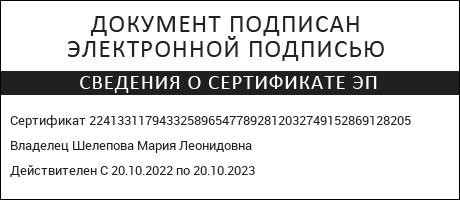 ДОКУМЕНТ ПОДПИСАН
ЭЛЕКТРОННОЙ ПОДПИСЬЮ
СВЕДЕНИЯ О СЕРТИФИКАТЕ ЭП
Сертификат 224133117943325896547789281203274915286912820​5
Владелец Шелепова Мария Леонидовна
Действителен С 20.10.2022 по 20.10.2023